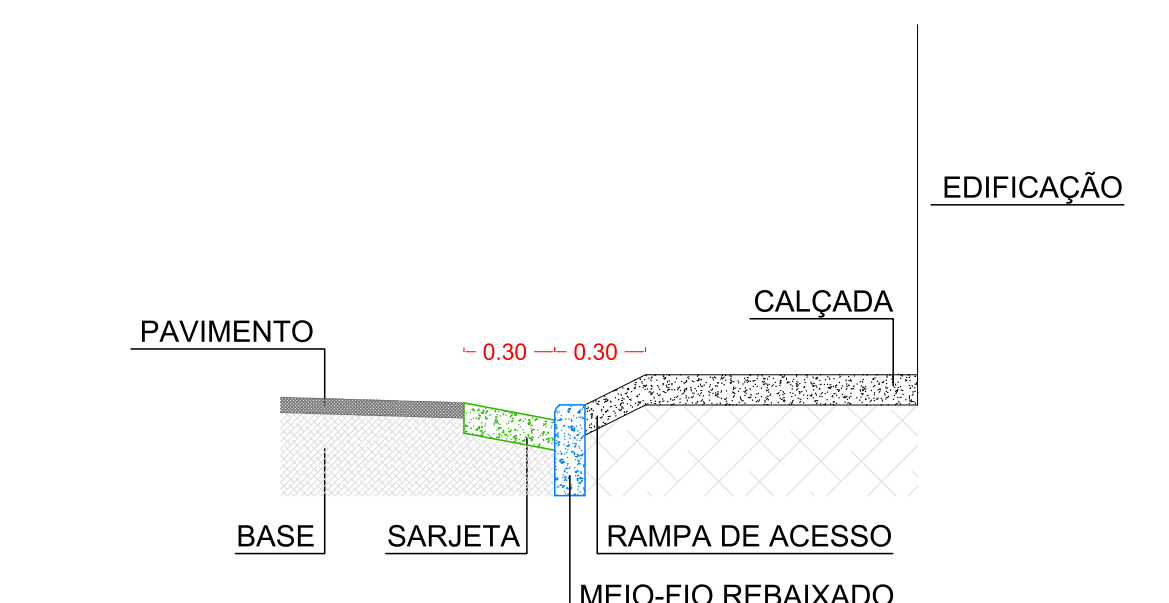 EDIFICAÇÃO
CALÇADA
PAVIMENTO
0.30 0.30
BASE SARJETA RAMPA DE ACESSO
MEIO-FIO REBAIXADO